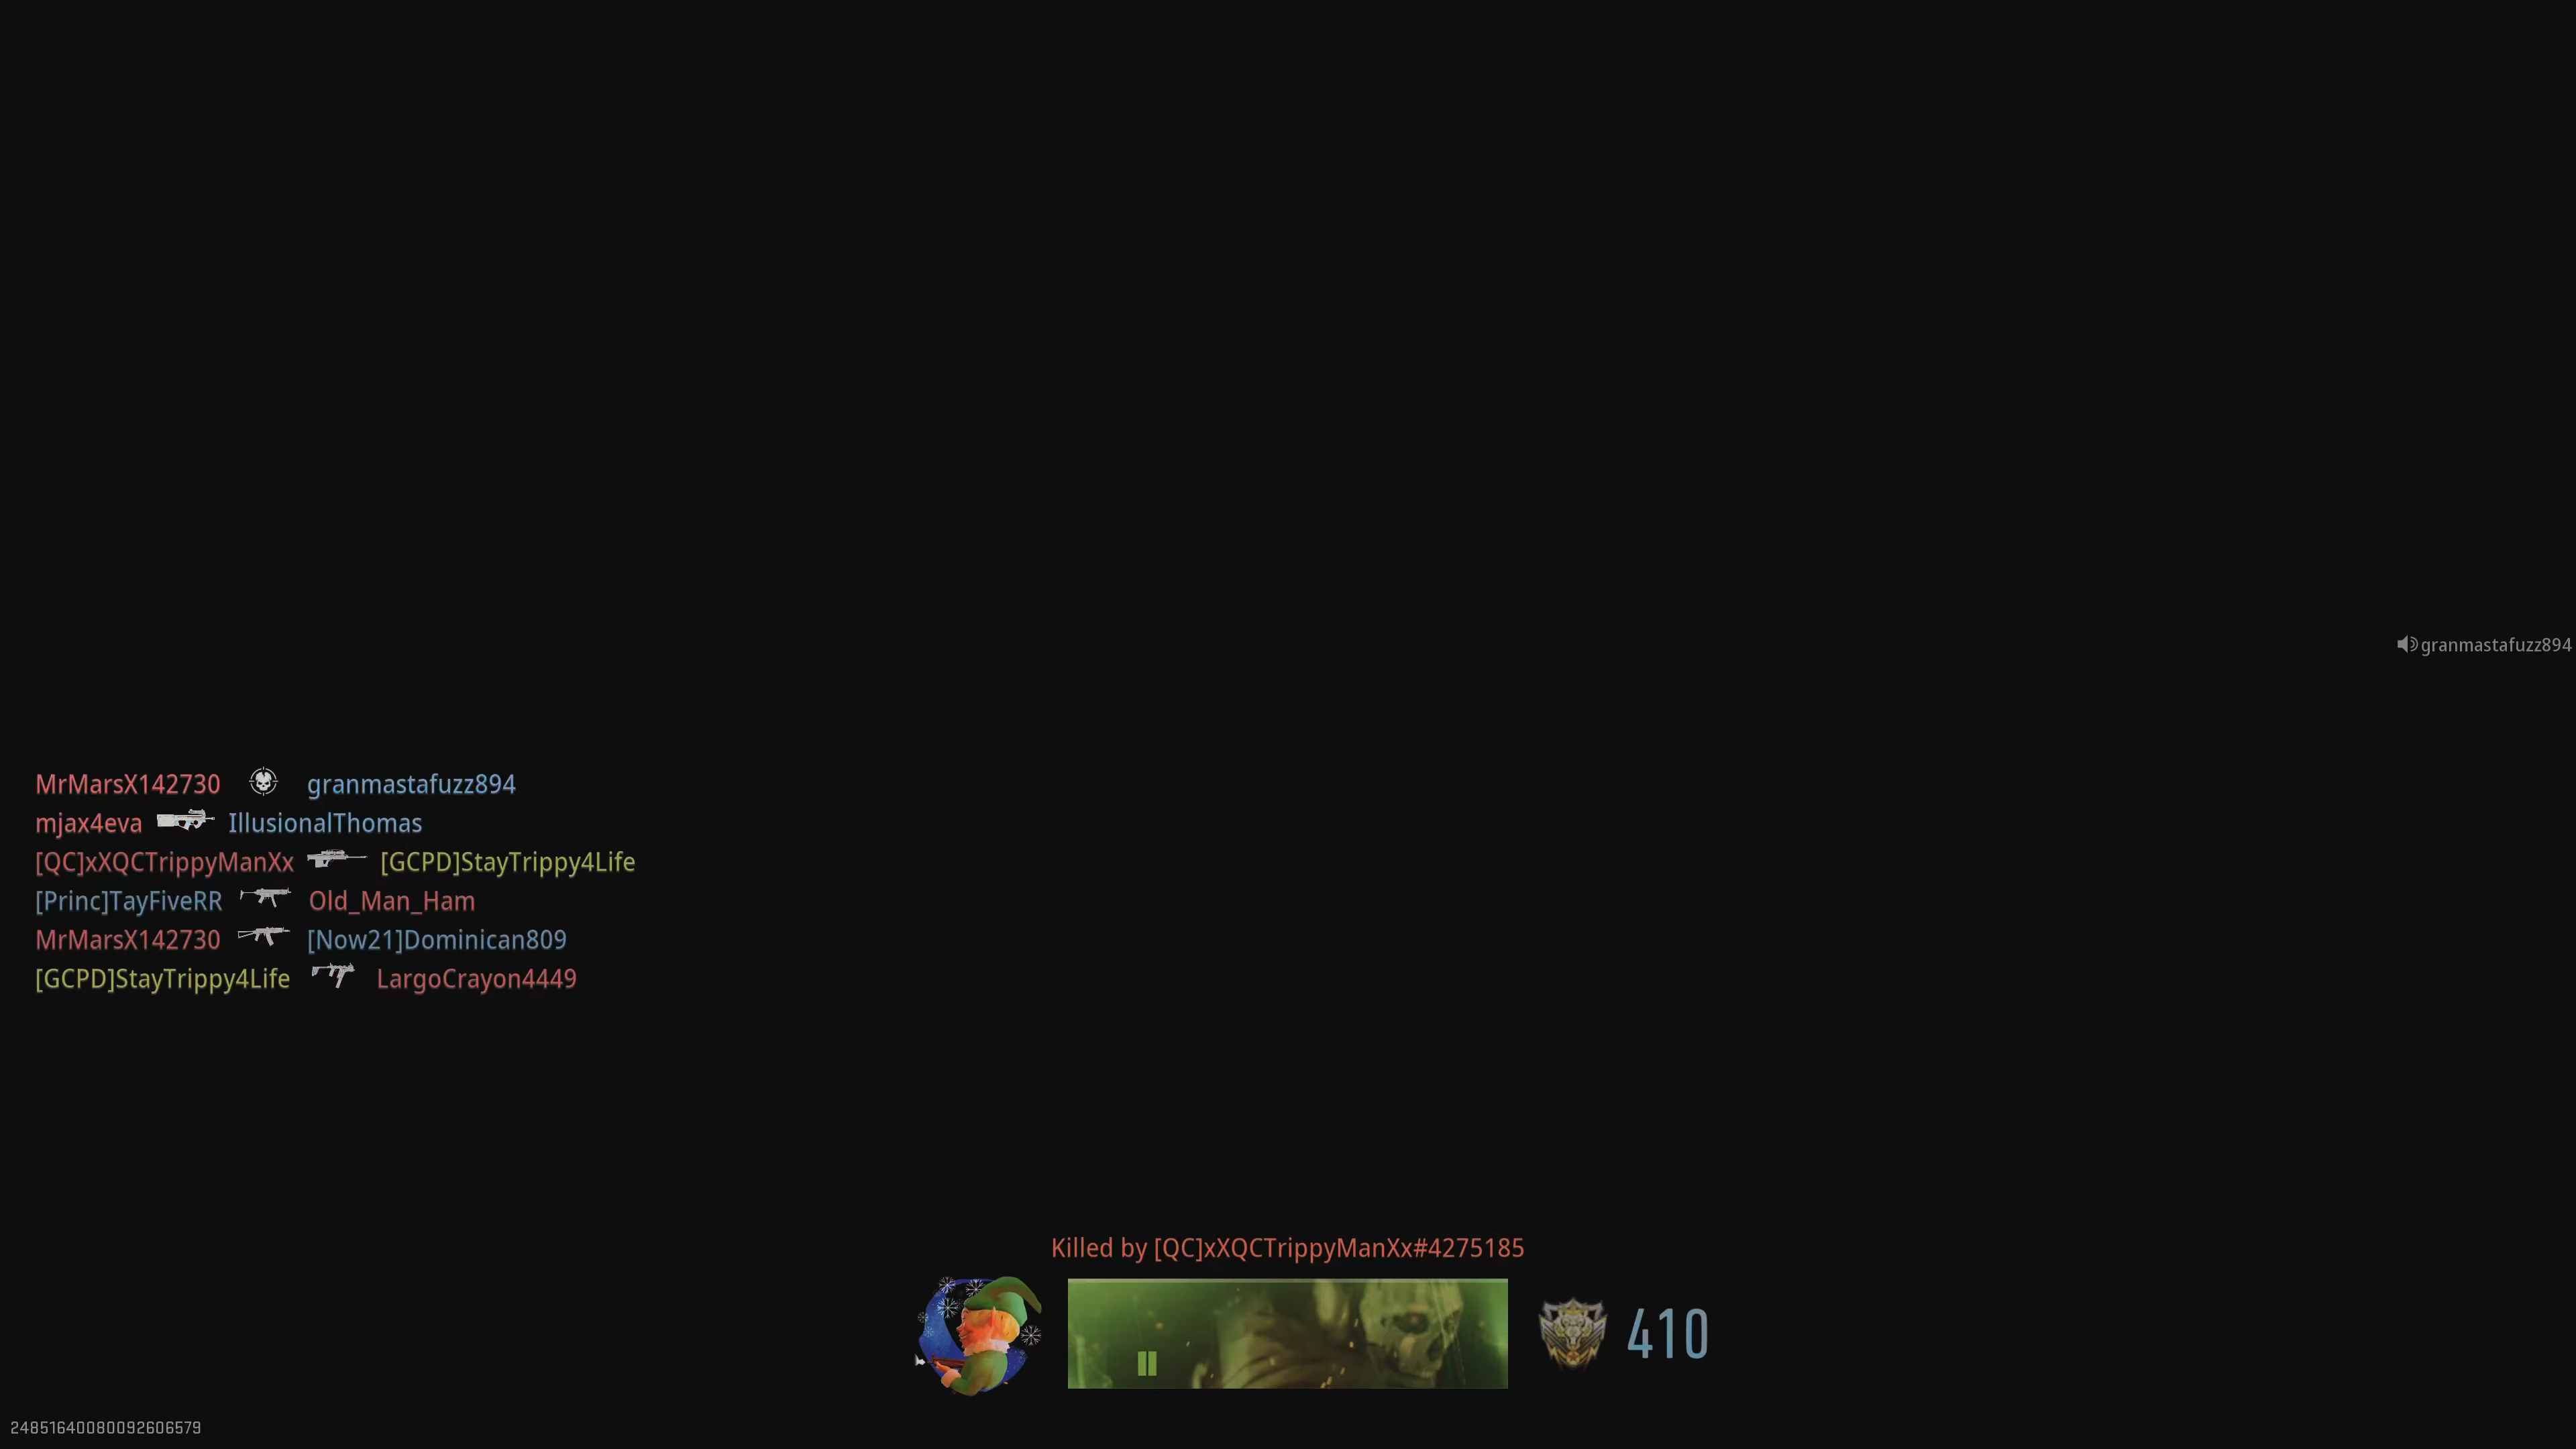 granmastafuzz894
MrMarsX142730 granmastafuzz894
mjax4eva IllusionalThomas
[QC]xXQCTrippyManXx [GCPD]StayTrippy4Life
[Princ]TayFiveRR Old_Man_Ham
MrMarsX142730 [Now21]Dominican809
[GCPD]StayTrippy4Life LargoCrayon4449
Killed by [QC]xXQCTrippyManXx#4275185
410
24851640080092606579